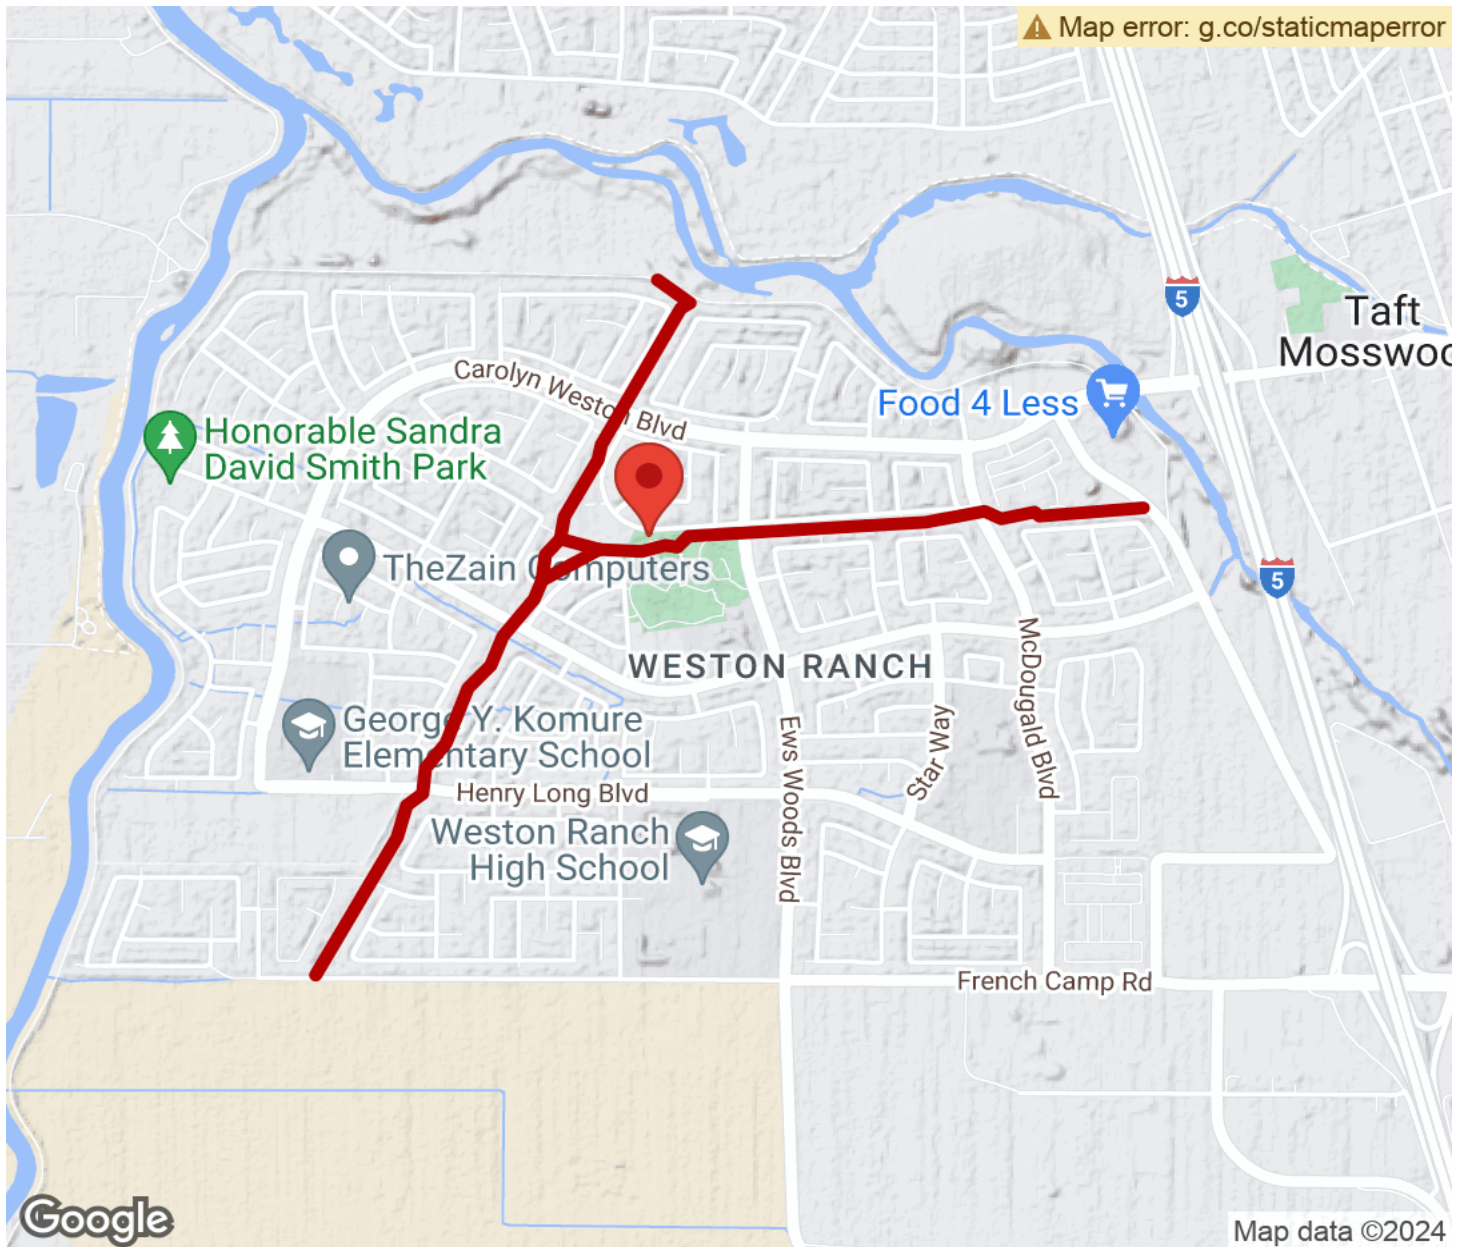 Map error: g.co/staticmaperror
5
Taft
Mosswoo
Carolyn Weston Blvd
Food 4 Less
Honorable Sandra
David Smith Park
TheZain Computers
5
WESTON RANCH
McDougald Blvd
George Y. Komure
Elementary School
Ews Woods Blvd
Star Way
Henry Long Blvd
Weston Ranch
High School
French Camp Rd
Google
Map data ©2024